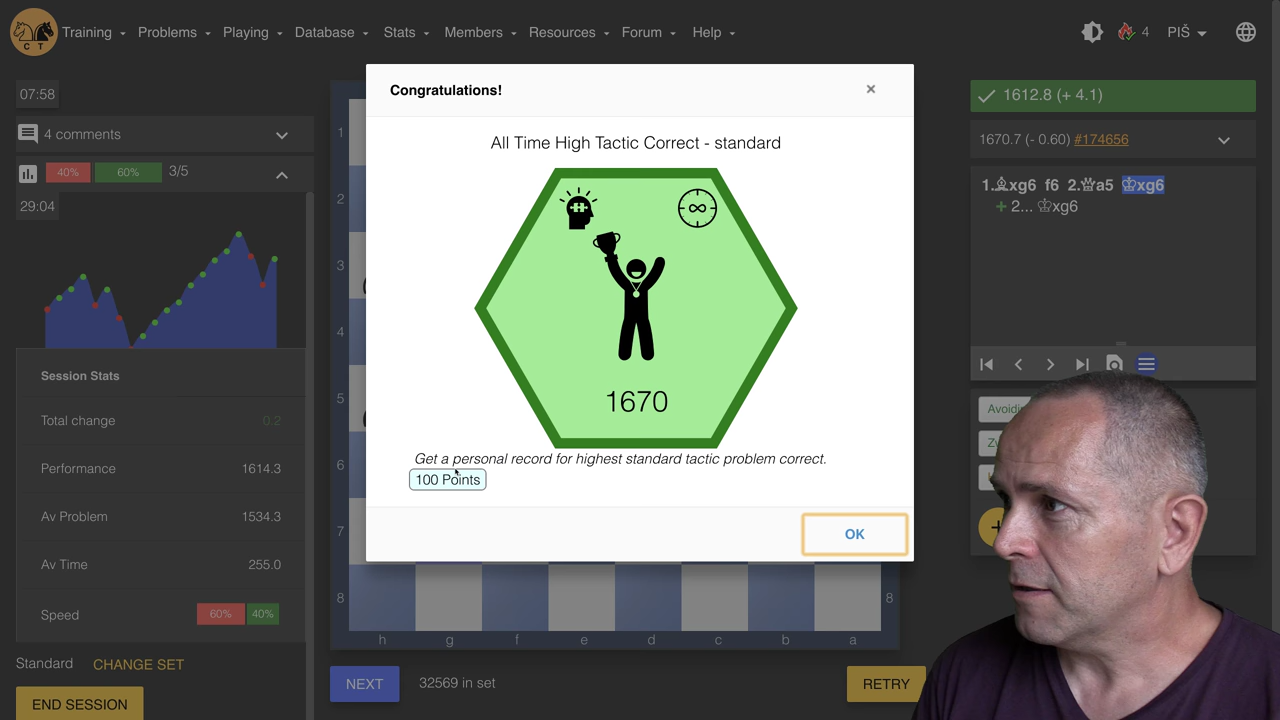 C T
Training
Problems
Playing
Database
Stats
Members
Resources
Forum
Help
4
PIŠ
07:58
4 comments
40%
60%
3/5
29:04
Session Stats
Total change 0.2
Performance 1614.3
Av Problem 1534.3
Av Time 255.0
Speed 60% 40%
Standard CHANGE SET
END SESSION
Congratulations!
×
All Time High Tactic Correct - standard
1670
Get a personal record for highest standard tactic problem correct.
100 Points
OK
1
2
3
4
5
6
7
8
8
h g f e d c b a
NEXT
32569 in set
RETRY
1612.8 (+ 4.1)
1670.7 (- 0.60) #174656
1.♗xg6 f6 2.♕a5 ♔xg6
+ 2... ♔xg6